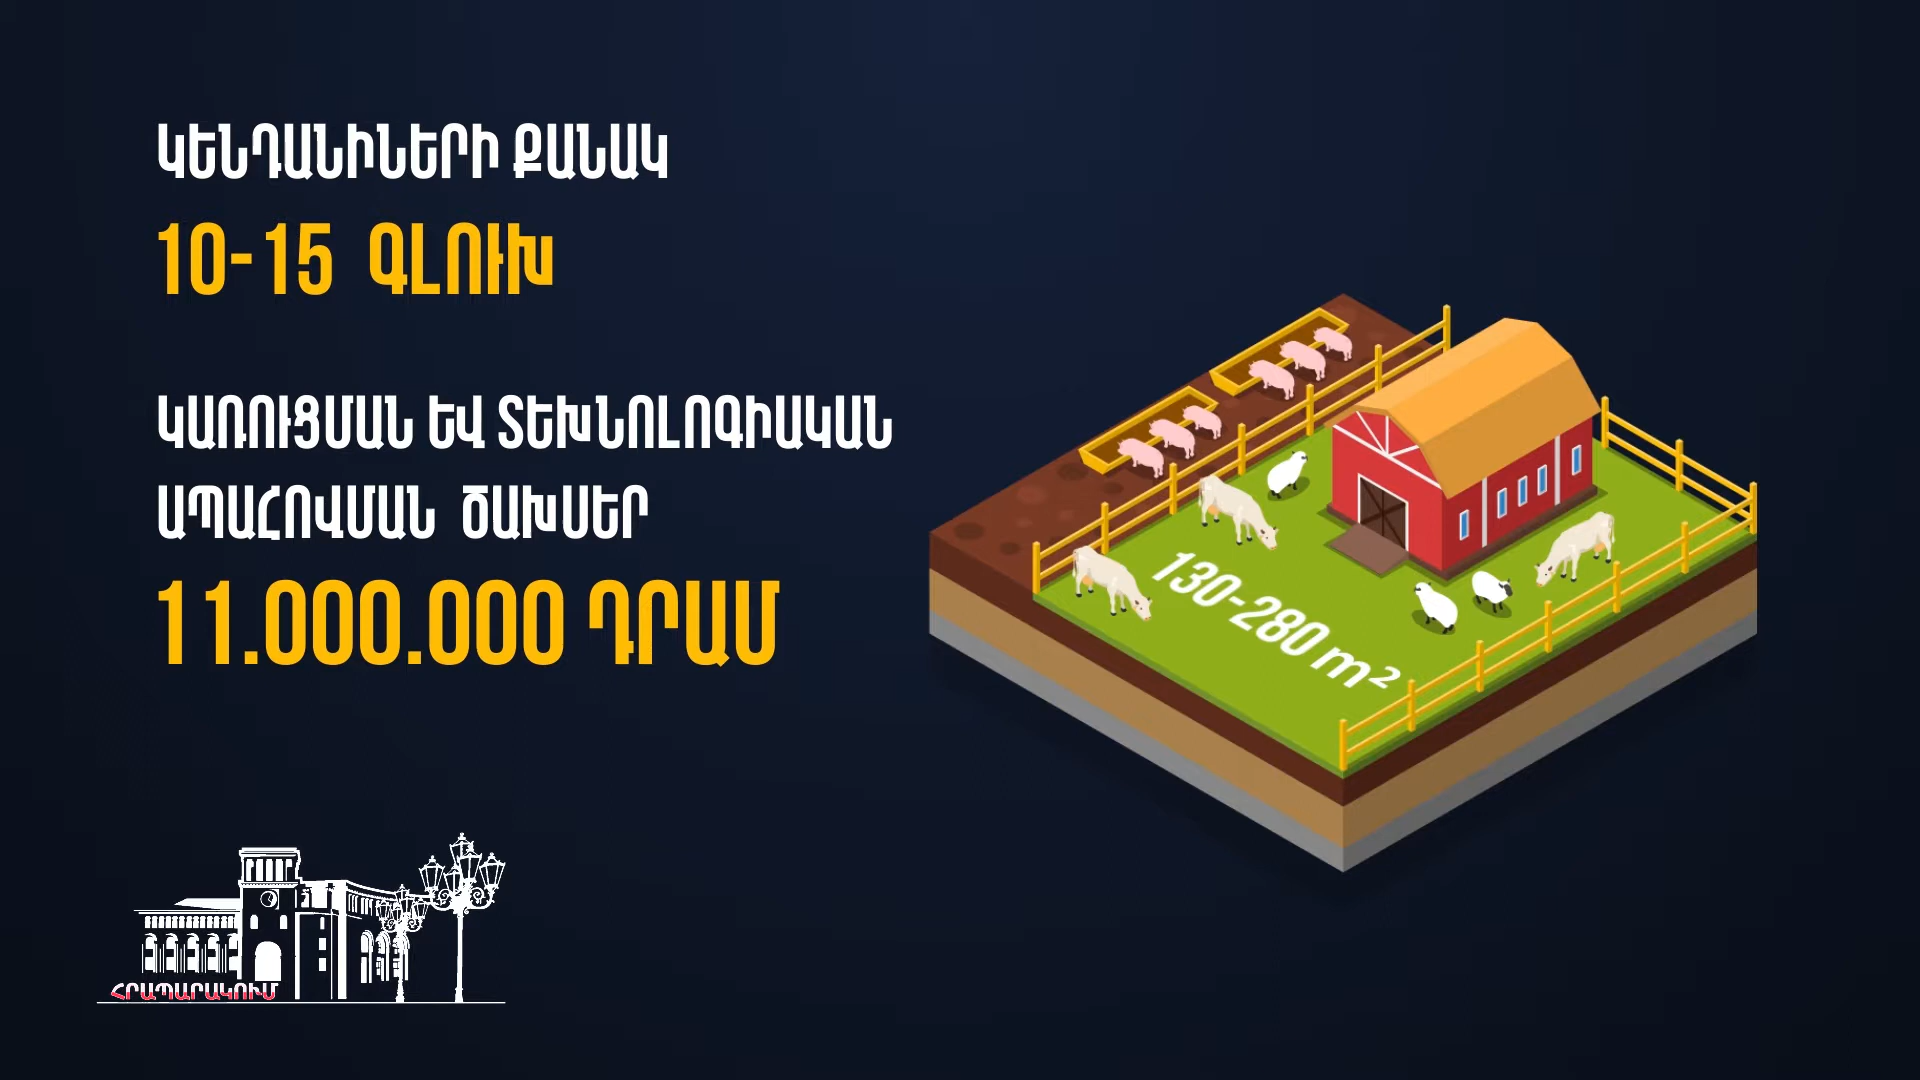 ԿԵՆԴԱՆԻՆԵՐԻ ՔԱՆԱԿ
10-15 ԳԼՈՒԽ
ԿԱՌՈՒՑՄԱՆ ԵՎ ՏԵԽՆՈԼՈԳԻԱԿԱՆ
ԱՊԱՀՈՎՄԱՆ ԾԱԽՍԵՐ
11.000.000 ԴՐԱՄ
130-280 m²
ՀՐԱՊԱՐԱԿՈՒՄ